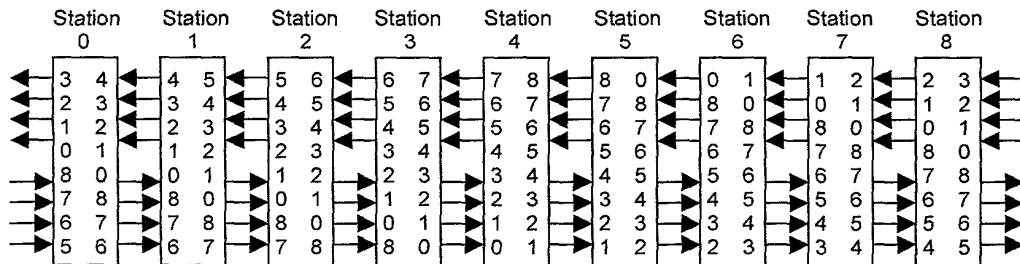 Station Station Station Station Station Station Station Station Station
0 1 2 3 4 5 6 7 8
3 4 4 5 5 6 6 7 7 8 8 0 0 1 1 2 2 3
2 3 3 4 4 5 5 6 6 7 7 8 8 0 0 1 1 2
1 2 2 3 3 4 4 5 5 6 6 7 7 8 8 0 0 1
0 1 1 2 2 3 3 4 4 5 5 6 6 7 7 8 8 0
8 0 0 1 1 2 2 3 3 4 4 5 5 6 6 7 7 8
7 8 8 0 0 1 1 2 2 3 3 4 4 5 5 6 6 7
6 7 7 8 8 0 0 1 1 2 2 3 3 4 4 5 5 6
5 6 6 7 7 8 8 0 0 1 1 2 2 3 3 4 4 5